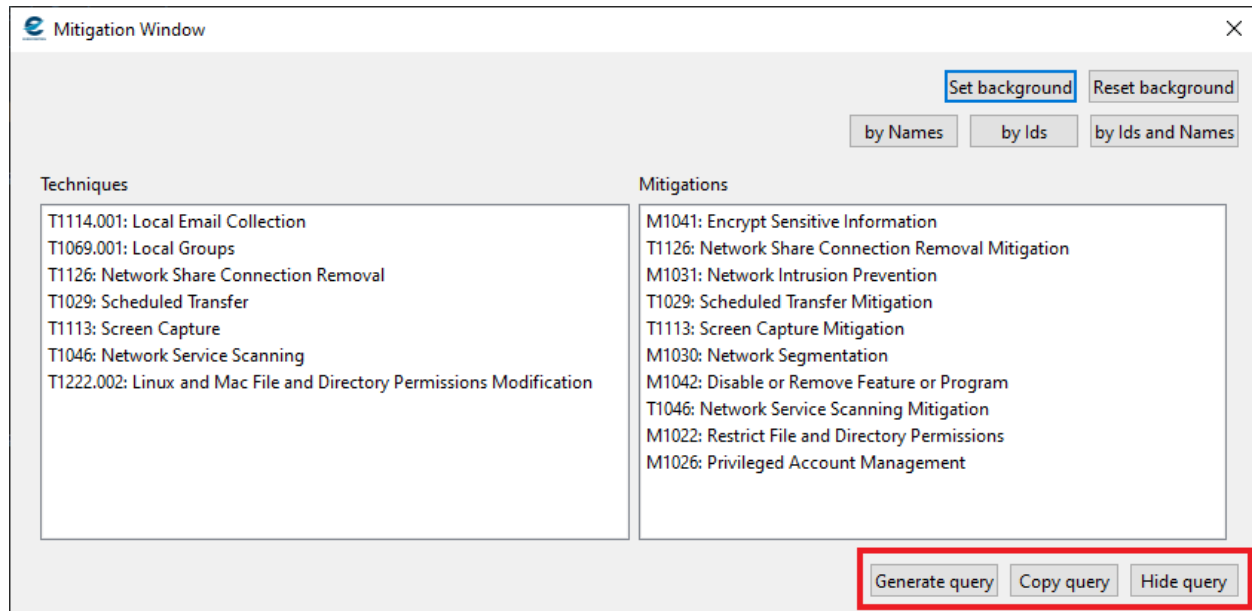 Mitigation Window
Set background Reset background
by Names by Ids by Ids and Names
Techniques
T1114.001: Local Email Collection
T1069.001: Local Groups
T1126: Network Share Connection Removal
T1029: Scheduled Transfer
T1113: Screen Capture
T1046: Network Service Scanning
T1222.002: Linux and Mac File and Directory Permissions Modification
Mitigations
M1041: Encrypt Sensitive Information
T1126: Network Share Connection Removal Mitigation
M1031: Network Intrusion Prevention
T1029: Scheduled Transfer Mitigation
T1113: Screen Capture Mitigation
M1030: Network Segmentation
M1042: Disable or Remove Feature or Program
T1046: Network Service Scanning Mitigation
M1022: Restrict File and Directory Permissions
M1026: Privileged Account Management
Generate query Copy query Hide query